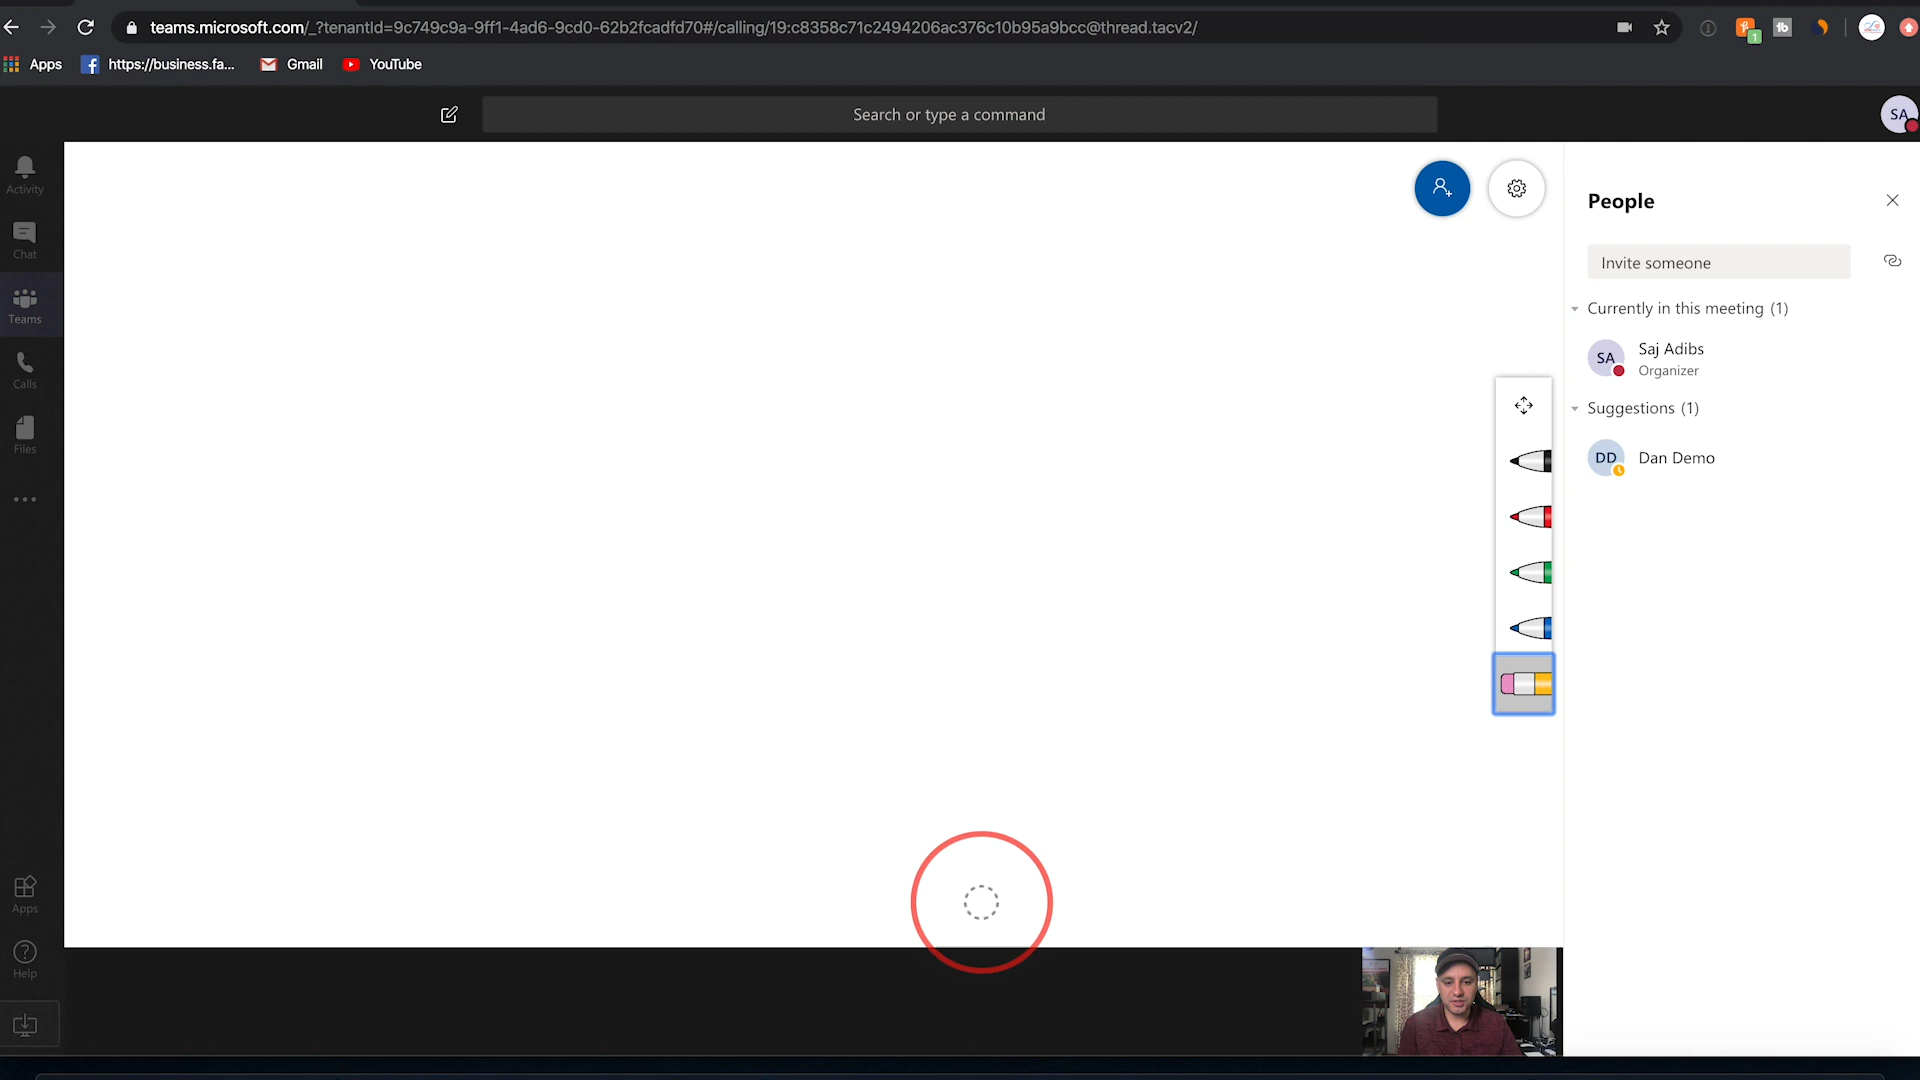 teams.microsoft.com/_?tenantId=9c749c9a-9ff1-4ad6-9cd0-62b2fcadfd70#/calling/19:c8358c71c2494206ac376c10b95a9bcc@thread.tacv2/
1
Apps
https://business.fa...
Gmail
YouTube
Search or type a command
SA
Activity
Chat
Teams
Calls
Files
Apps
Help
People
Invite someone
Currently in this meeting (1)
SA
Saj Adibs
Organizer
Suggestions (1)
DD
Dan Demo